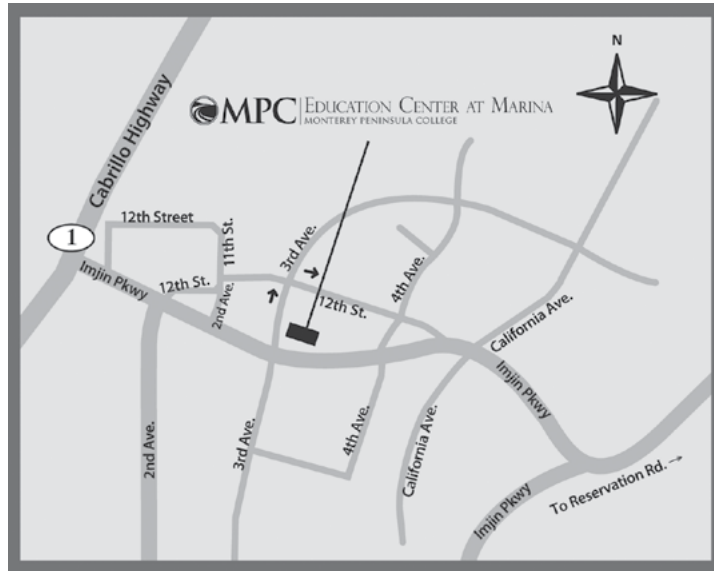 N
MPC EDUCATION CENTER AT MARINA
MONTEREY PENINSULA COLLEGE
Cabrillo Highway
1
12th Street
11th St.
3rd Ave.
Imjin Pkwy
12th St.
2nd Ave.
12th St.
4th Ave.
California Ave.
Imjin Pkwy
2nd Ave.
3rd Ave.
4th Ave.
California Ave.
Imjin Pkwy
To Reservation Rd. →